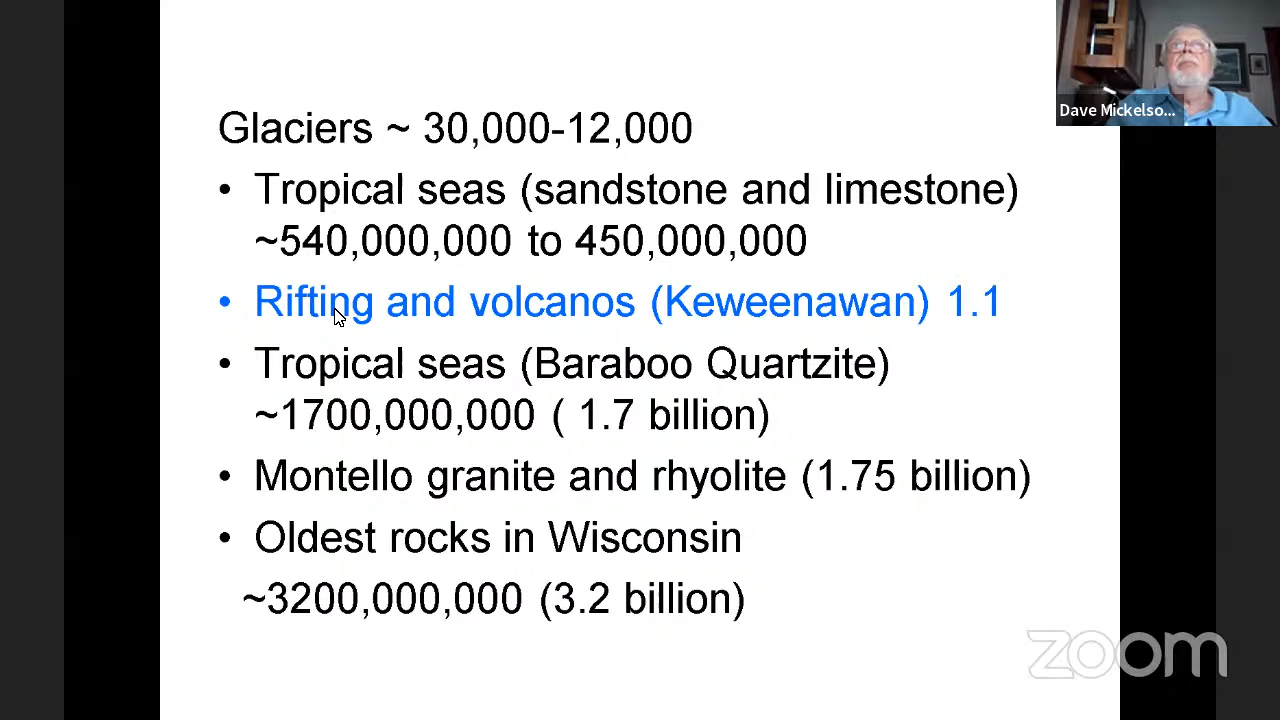 Glaciers ~ 30,000-12,000
• Tropical seas (sandstone and limestone)
~540,000,000 to 450,000,000
• Rifting and volcanos (Keweenawan) 1.1
• Tropical seas (Baraboo Quartzite)
~1700,000,000 ( 1.7 billion)
• Montello granite and rhyolite (1.75 billion)
• Oldest rocks in Wisconsin
~3200,000,000 (3.2 billion)
Dave Mickelso...
zoom